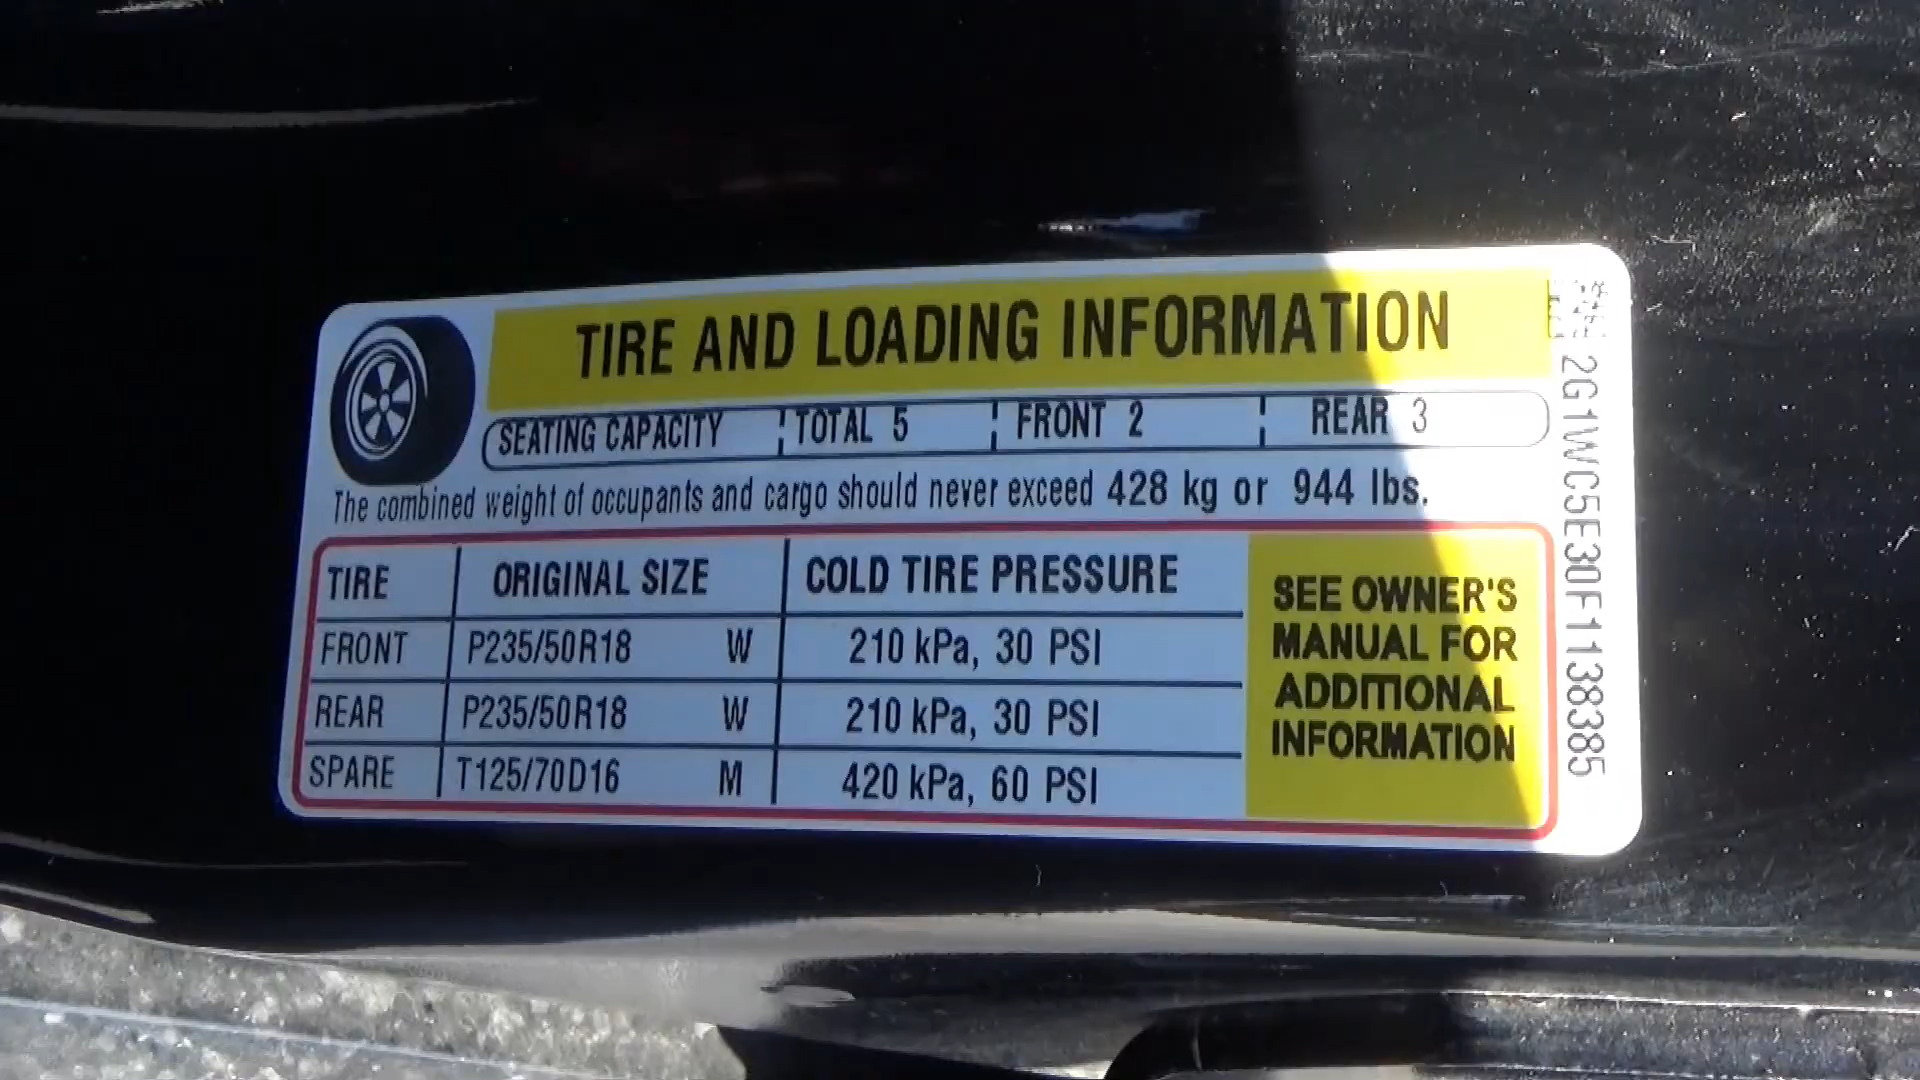 TIRE AND LOADING INFORMATION
SEATING CAPACITY TOTAL 5 FRONT 2 REAR 3
The combined weight of occupants and cargo should never exceed 428 kg or 944 lbs.
TIRE ORIGINAL SIZE COLD TIRE PRESSURE
FRONT P235/50R18 W 210 kPa, 30 PSI
REAR P235/50R18 W 210 kPa, 30 PSI
SPARE T125/70D16 M 420 kPa, 60 PSI
SEE OWNER'S
MANUAL FOR
ADDITIONAL
INFORMATION
2G1WC5E30F1138385